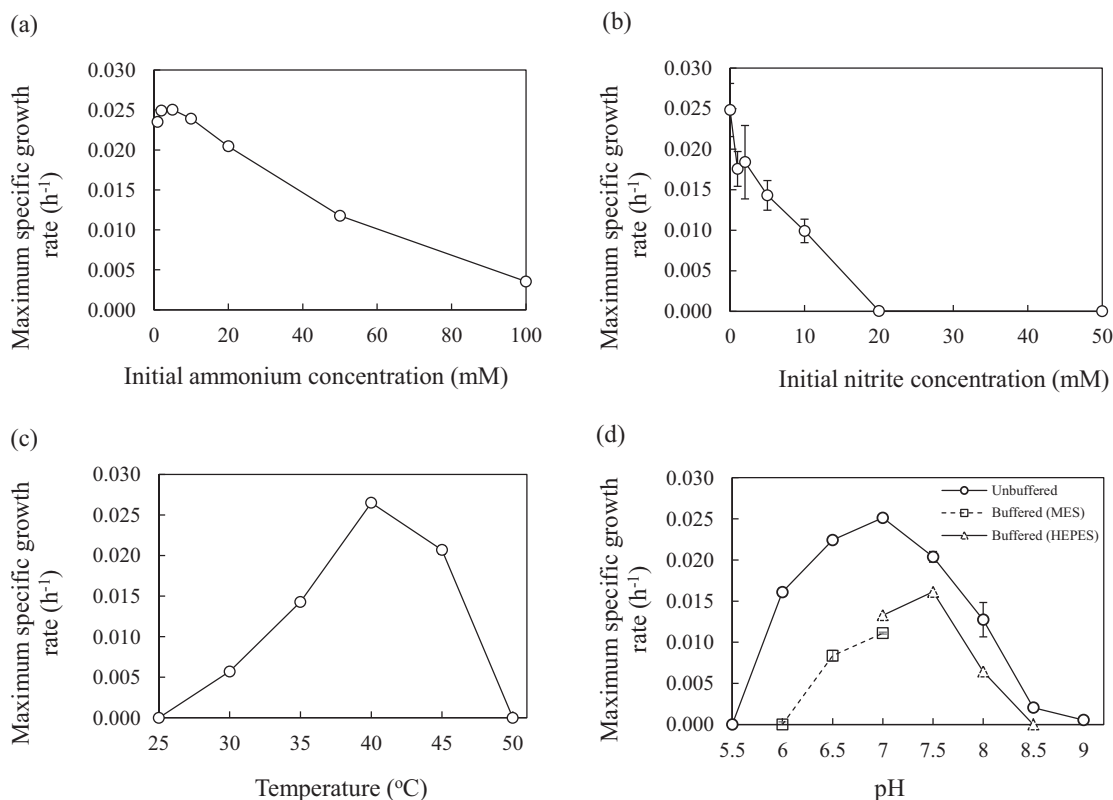 (a)
0.030
0.025
0.020
0.015
0.010
0.005
0.000
0 20 40 60 80 100
Maximum specific growth
rate (h-1)
Initial ammonium concentration (mM)
(b)
0.030
0.025
0.020
0.015
0.010
0.005
0.000
0 10 20 30 40 50
Maximum specific growth
rate (h-1)
Initial nitrite concentration (mM)
(c)
0.030
0.025
0.020
0.015
0.010
0.005
0.000
25 30 35 40 45 50
Maximum specific growth
rate (h-1)
Temperature (oC)
(d)
0.030
0.025
0.020
0.015
0.010
0.005
0.000
5.5 6 6.5 7 7.5 8 8.5 9
Maximum specific growth
rate (h-1)
pH
Unbuffered
Buffered (MES)
Buffered (HEPES)